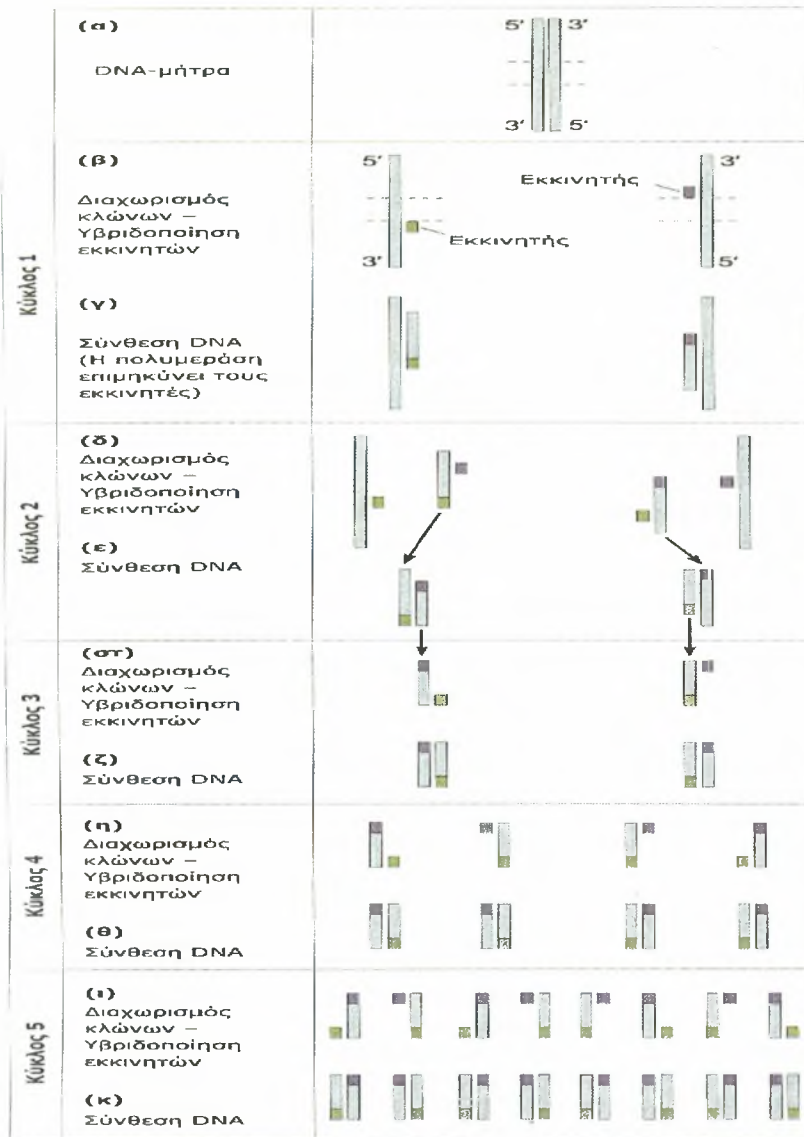 (α)
DNA-μήτρα
5′ 3′
3′ 5′
Κύκλος 1
(β)
Διαχωρισμός
κλώνων –
Υβριδοποίηση
εκκινητών
5′
Εκκινητής
3′
Εκκινητής
3′
5′
(γ)
Σύνθεση DNA
(Η πολυμεράση
επιμηκύνει τους
εκκινητές)
Κύκλος 2
(δ)
Διαχωρισμός
κλώνων –
Υβριδοποίηση
εκκινητών
(ε)
Σύνθεση DNA
Κύκλος 3
(στ)
Διαχωρισμός
κλώνων –
Υβριδοποίηση
εκκινητών
(ζ)
Σύνθεση DNA
Κύκλος 4
(η)
Διαχωρισμός
κλώνων –
Υβριδοποίηση
εκκινητών
(θ)
Σύνθεση DNA
Κύκλος 5
(ι)
Διαχωρισμός
κλώνων –
Υβριδοποίηση
εκκινητών
(κ)
Σύνθεση DNA